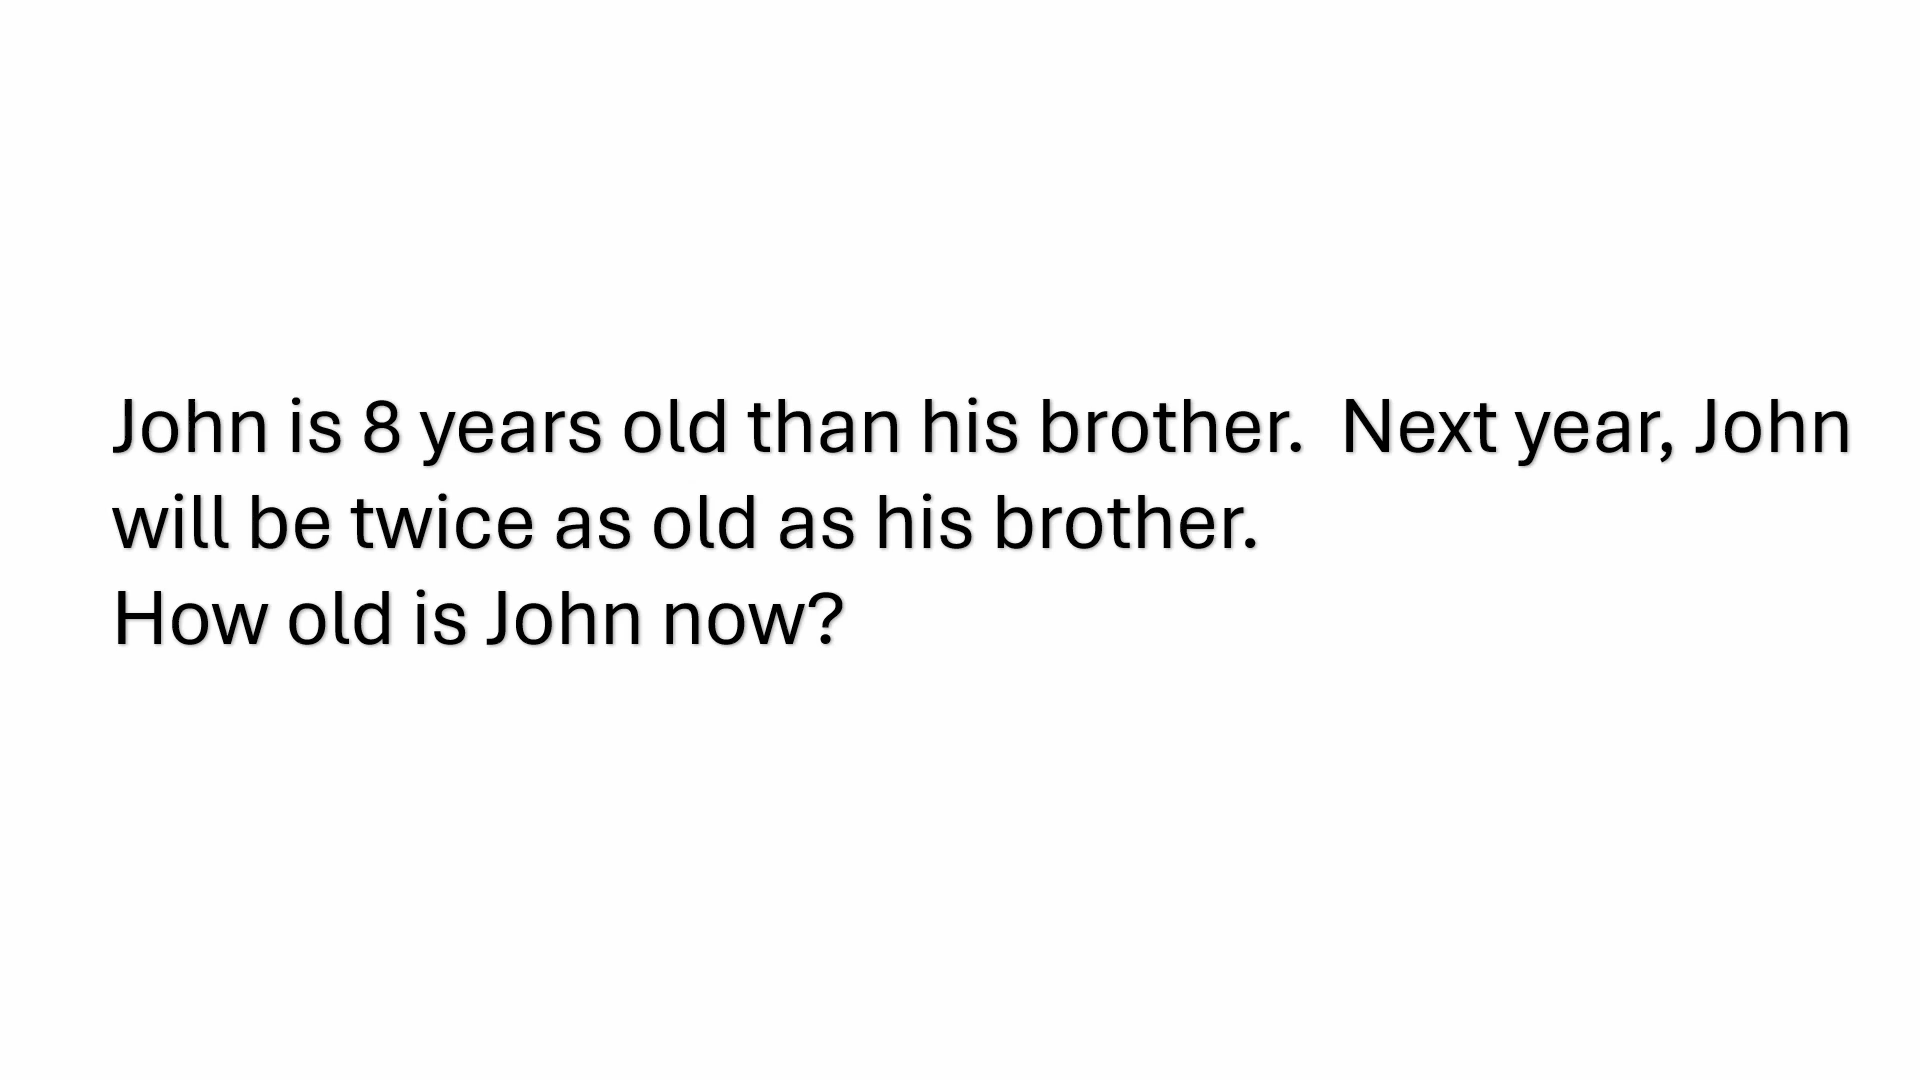 John is 8 years old than his brother.  Next year, John
will be twice as old as his brother.
How old is John now?